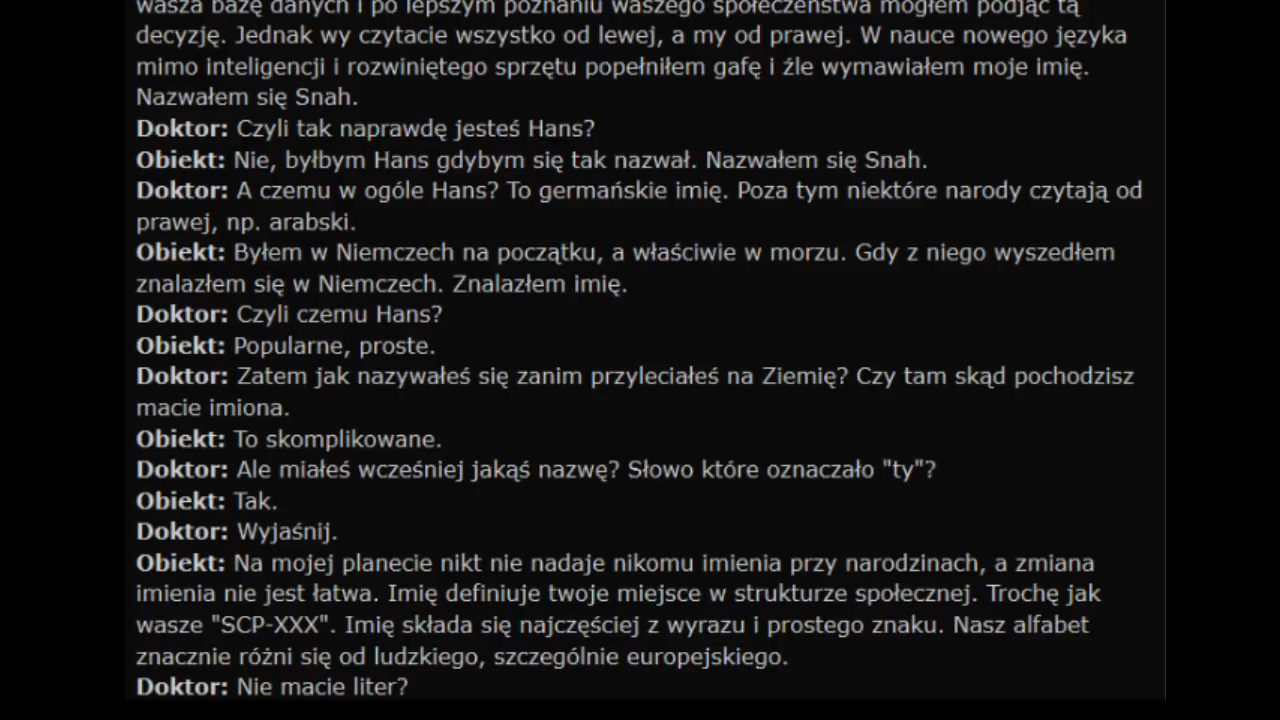 wasza bazę danych i po lepszym poznaniu waszego społeczeństwa mogłem podjąć tą
decyzję. Jednak wy czytacie wszystko od lewej, a my od prawej. W nauce nowego języka
mimo inteligencji i rozwiniętego sprzętu popełniłem gafę i źle wymawiałem moje imię.
Nazwałem się Snah.
Doktor: Czyli tak naprawdę jesteś Hans?
Obiekt: Nie, byłbym Hans gdybym się tak nazwał. Nazwałem się Snah.
Doktor: A czemu w ogóle Hans? To germańskie imię. Poza tym niektóre narody czytają od
prawej, np. arabski.
Obiekt: Byłem w Niemczech na początku, a właściwie w morzu. Gdy z niego wyszedłem
znalazłem się w Niemczech. Znalazłem imię.
Doktor: Czyli czemu Hans?
Obiekt: Popularne, proste.
Doktor: Zatem jak nazywałeś się zanim przyleciałeś na Ziemię? Czy tam skąd pochodzisz
macie imiona.
Obiekt: To skomplikowane.
Doktor: Ale miałeś wcześniej jakąś nazwę? Słowo które oznaczało "ty"?
Obiekt: Tak.
Doktor: Wyjaśnij.
Obiekt: Na mojej planecie nikt nie nadaje nikomu imienia przy narodzinach, a zmiana
imienia nie jest łatwa. Imię definiuje twoje miejsce w strukturze społecznej. Trochę jak
wasze "SCP-XXX". Imię składa się najczęściej z wyrazu i prostego znaku. Nasz alfabet
znacznie różni się od ludzkiego, szczególnie europejskiego.
Doktor: Nie macie liter?